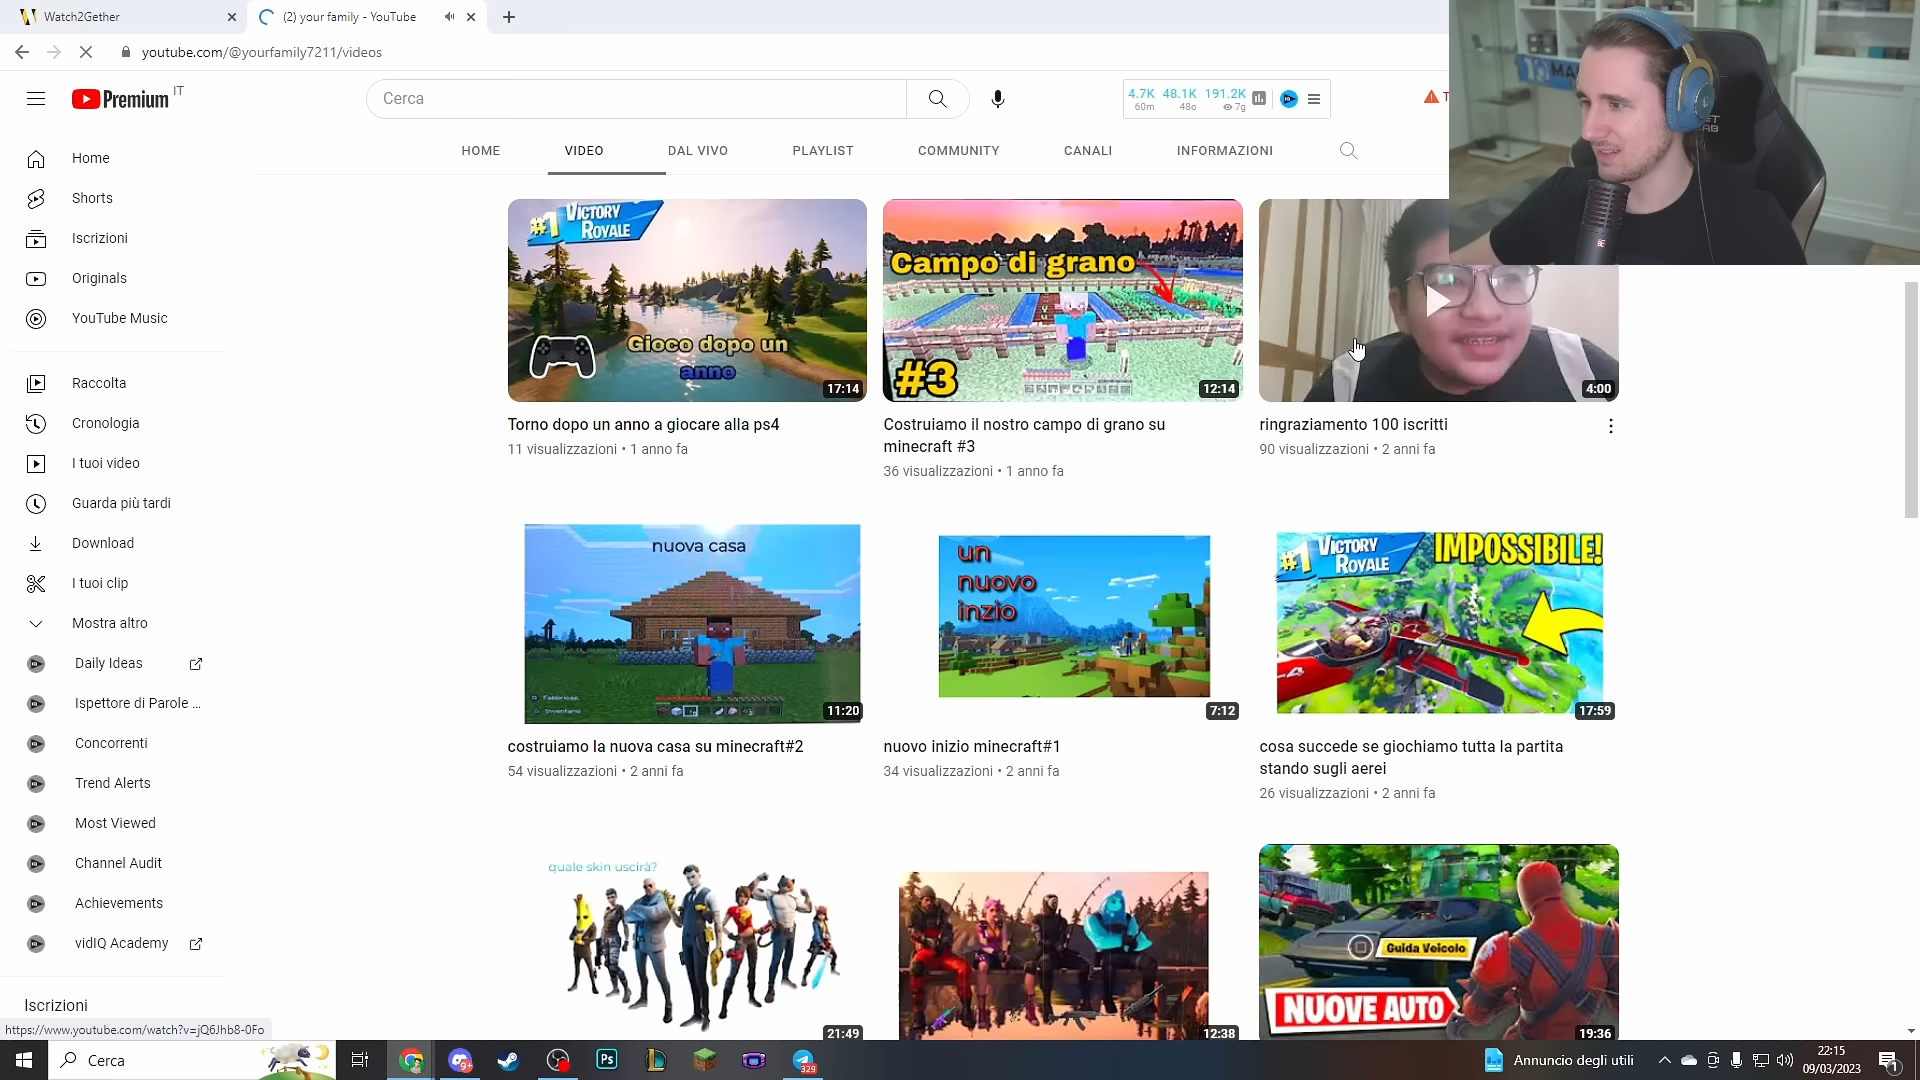 Watch2Gether
(2) your family - YouTube
youtube.com/@yourfamily7211/videos
Premium IT
Cerca
4.7K 48.1K 191.2K
60m 48o 7g
HOME VIDEO DAL VIVO PLAYLIST COMMUNITY CANALI INFORMAZIONI
Home
Shorts
Iscrizioni
Originals
YouTube Music
Raccolta
Cronologia
I tuoi video
Guarda più tardi
Download
I tuoi clip
Mostra altro
Daily Ideas
Ispettore di Parole ...
Concorrenti
Trend Alerts
Most Viewed
Channel Audit
Achievements
vidIQ Academy
Iscrizioni
https://www.youtube.com/watch?v=jQ6Jhb8-0Fo
#1 VICTORY ROYALE
Gioco dopo un
anno
17:14
Campo di grano
#3
12:14
4:00
Torno dopo un anno a giocare alla ps4
11 visualizzazioni • 1 anno fa
Costruiamo il nostro campo di grano su
minecraft #3
36 visualizzazioni • 1 anno fa
ringraziamento 100 iscritti
90 visualizzazioni • 2 anni fa
nuova casa
11:20
un
nuovo
inzio
7:12
#1 VICTORY ROYALE
IMPOSSIBILE!
17:59
costruiamo la nuova casa su minecraft#2
54 visualizzazioni • 2 anni fa
nuovo inizio minecraft#1
34 visualizzazioni • 2 anni fa
cosa succede se giochiamo tutta la partita
stando sugli aerei
26 visualizzazioni • 2 anni fa
quale skin uscirà?
21:49
12:38
Guida Veicolo
NUOVE AUTO
19:36
Cerca
Ps
9+
329
Annuncio degli utili
22:15
09/03/2023
1